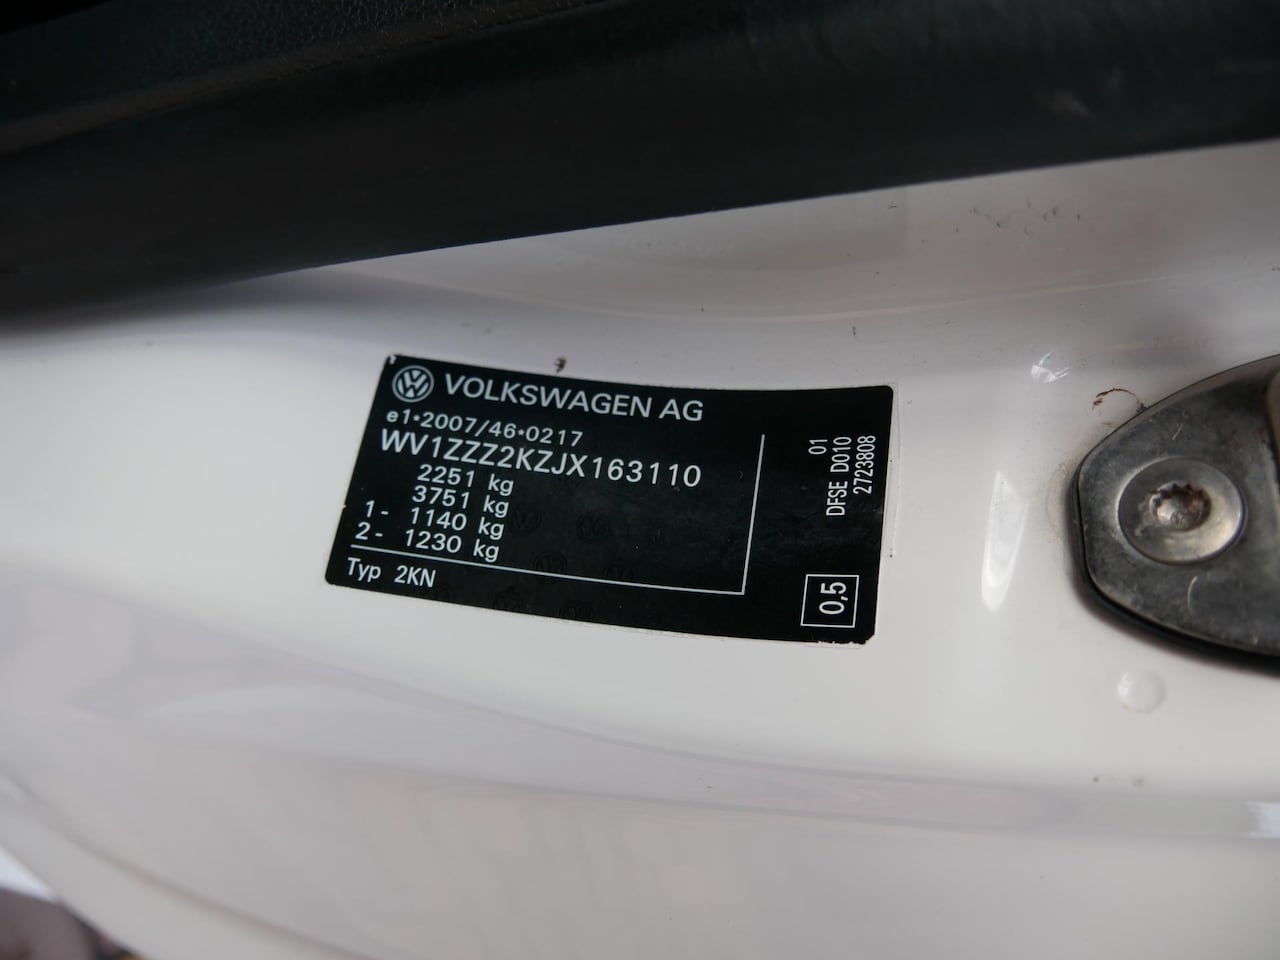 VOLKSWAGEN AG
e1*2007/46*0217
WV1ZZZ2KZJX163110
2251 kg
3751 kg
1- 1140 kg
2- 1230 kg
Typ 2KN
01
DFSE D010
2723808
0,5